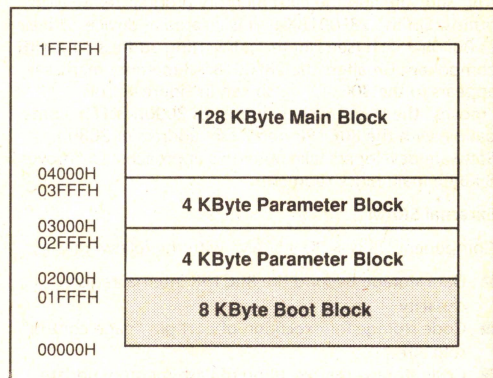 1FFFFH
128 KByte Main Block
04000H
03FFFH
4 KByte Parameter Block
03000H
02FFFH
4 KByte Parameter Block
02000H
01FFFH
8 KByte Boot Block
00000H